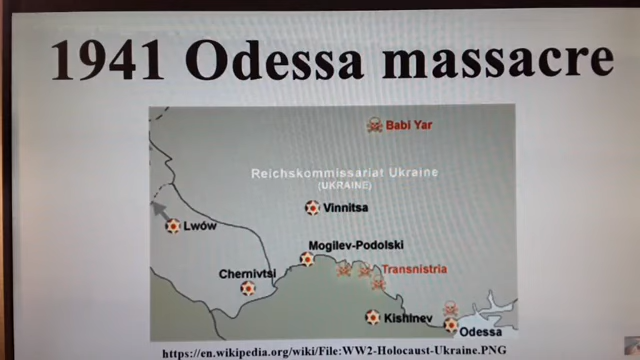 1941 Odessa massacre
Babi Yar
Reichskommissariat Ukraine
(UKRAINE)
Vinnitsa
Lwów
Mogilev-Podolski
Transnistria
Chernivtsi
Kishinev
Odessa
https://en.wikipedia.org/wiki/File:WW2-Holocaust-Ukraine.PNG